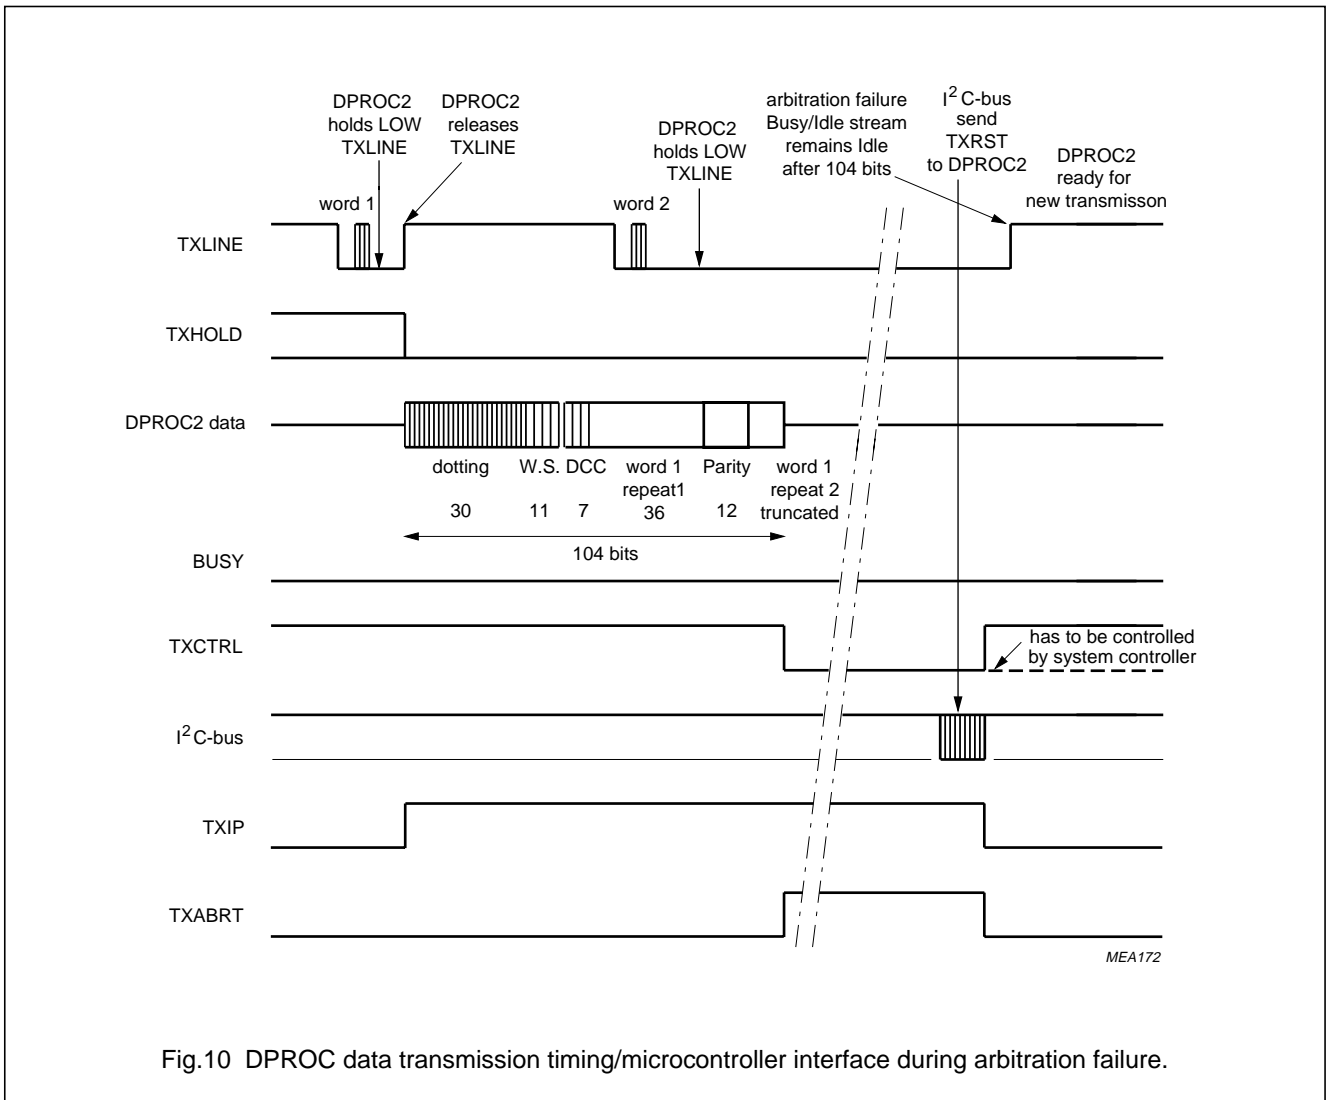 DPROC2
holds LOW
TXLINE
DPROC2
releases
TXLINE
DPROC2
holds LOW
TXLINE
arbitration failure
Busy/Idle stream
remains Idle
after 104 bits
I2 C-bus
send
TXRST
to DPROC2
DPROC2
ready for
new transmisson
word 1
word 2
TXLINE
TXHOLD
DPROC2 data
dotting
W.S.
DCC
word 1
repeat1
Parity
word 1
repeat 2
truncated
30
11
7
36
12
104 bits
BUSY
TXCTRL
has to be controlled
by system controller
I2 C-bus
TXIP
TXABRT
MEA172
Fig.10 DPROC data transmission timing/microcontroller interface during arbitration failure.